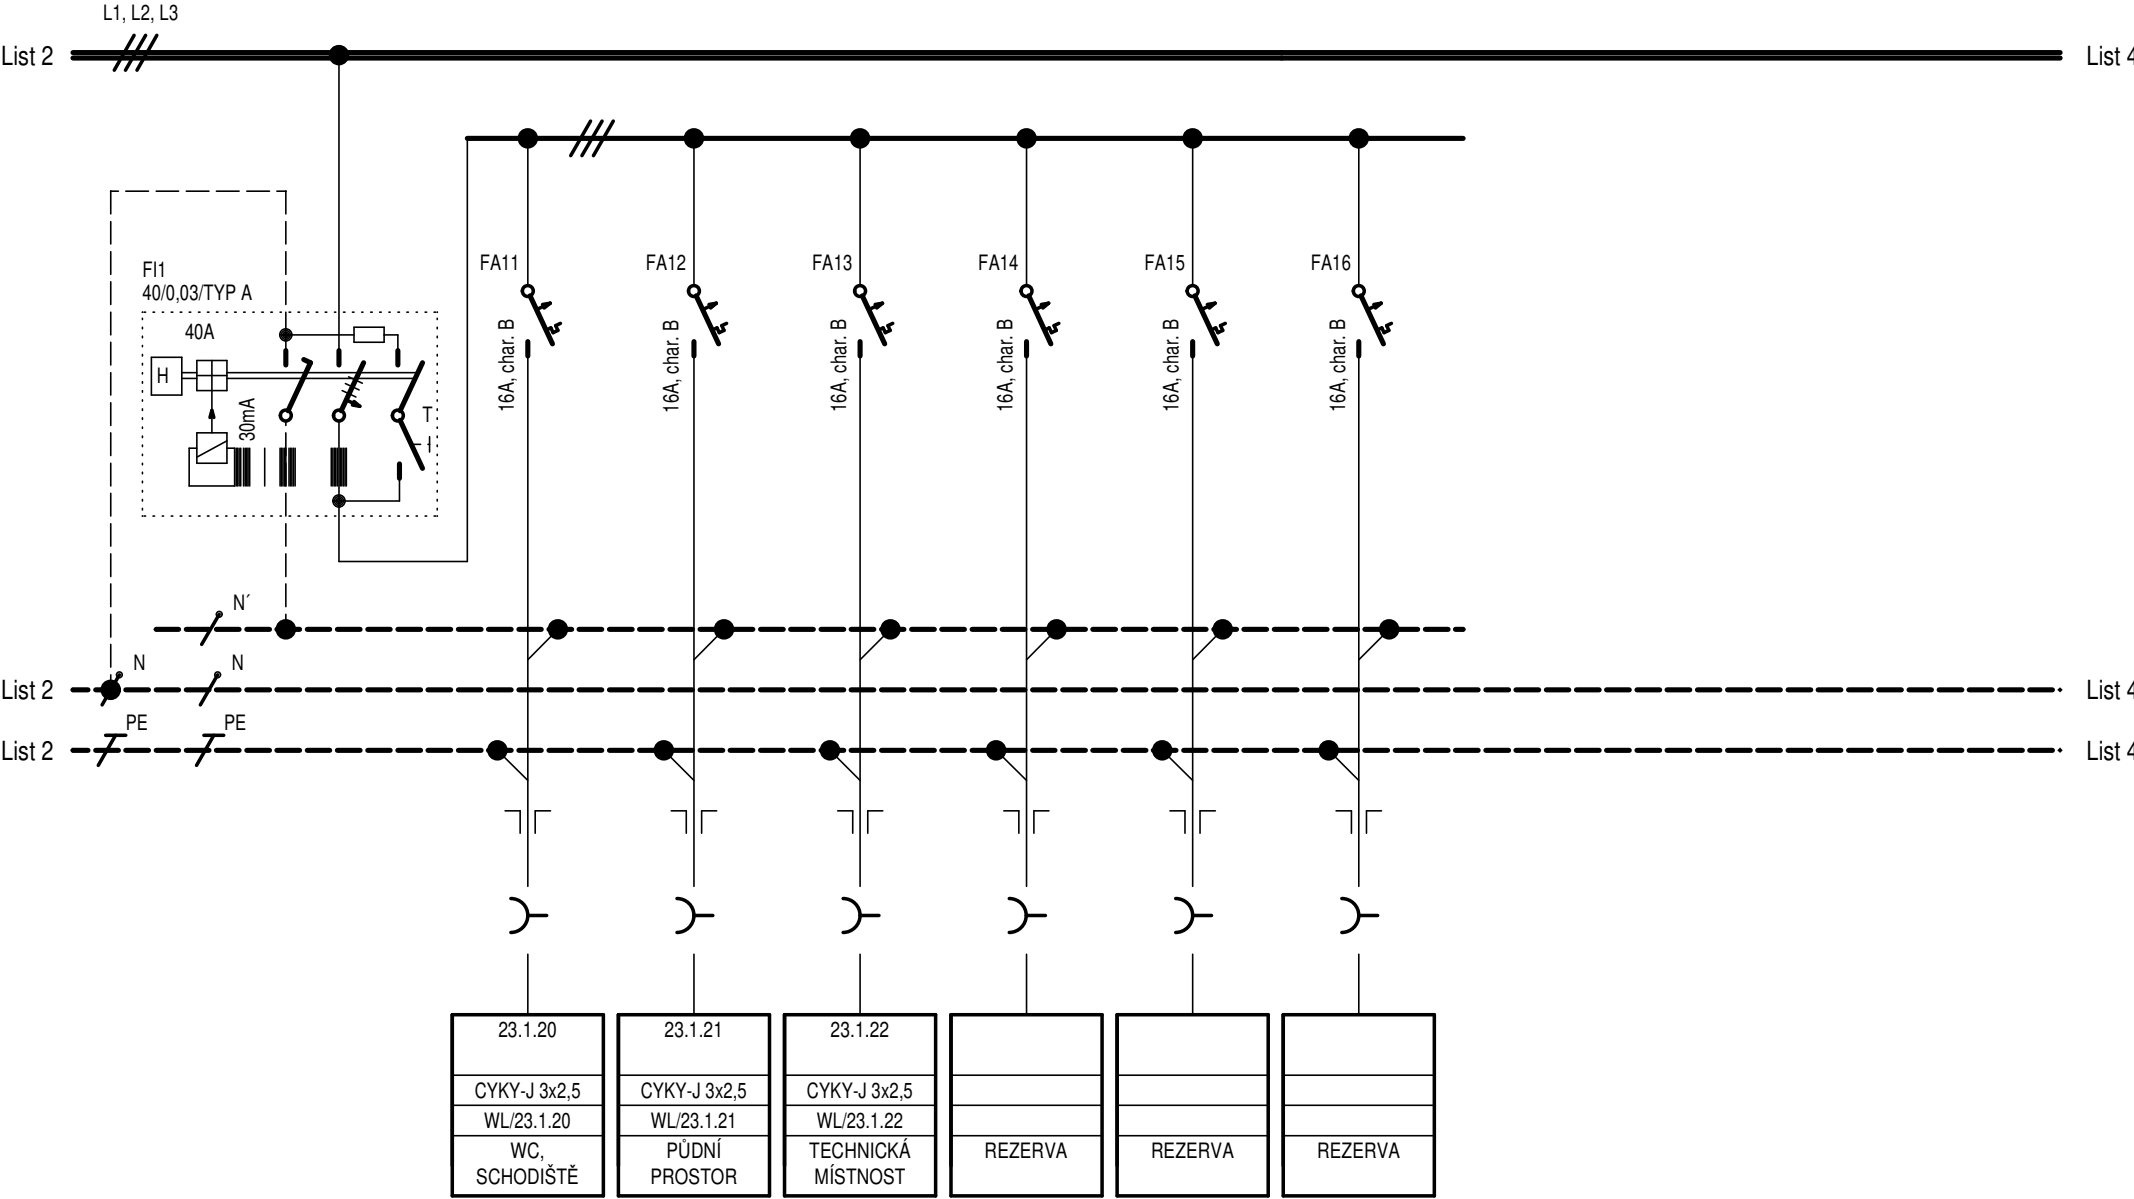 L1, L2, L3
List 2
List 4
FI1
40/0,03/TYP A
40A
H
30mA
T
FA11
16A, char. B
FA12
16A, char. B
FA13
16A, char. B
FA14
16A, char. B
FA15
16A, char. B
FA16
16A, char. B
N´
N
N
List 2
List 4
PE
PE
List 2
List 4
23.1.20
CYKY-J 3x2,5
WL/23.1.20
WC,
SCHODIŠTĚ
23.1.21
CYKY-J 3x2,5
WL/23.1.21
PŮDNÍ
PROSTOR
23.1.22
CYKY-J 3x2,5
WL/23.1.22
TECHNICKÁ
MÍSTNOST
REZERVA
REZERVA
REZERVA